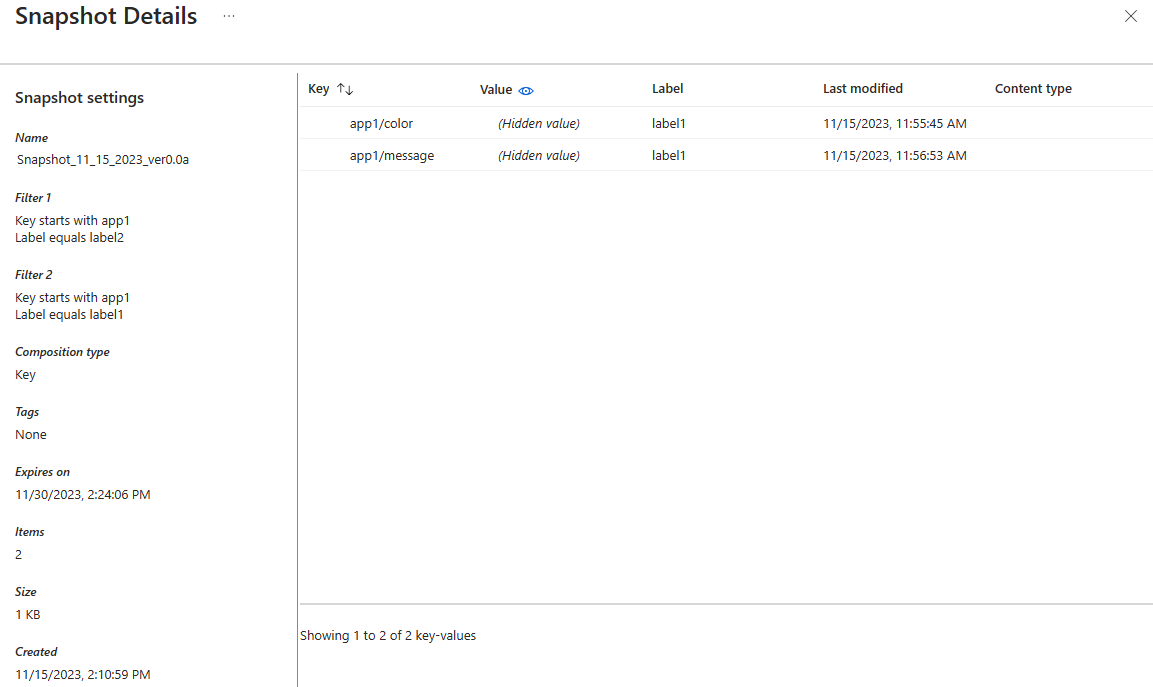 Snapshot Details ...
Snapshot settings
Name
Snapshot_11_15_2023_ver0.0a
Filter 1
Key starts with app1
Label equals label2
Filter 2
Key starts with app1
Label equals label1
Composition type
Key
Tags
None
Expires on
11/30/2023, 2:24:06 PM
Items
2
Size
1 KB
Created
11/15/2023, 2:10:59 PM
Key Value Label Last modified Content type
app1/color (Hidden value) label1 11/15/2023, 11:55:45 AM
app1/message (Hidden value) label1 11/15/2023, 11:56:53 AM
Showing 1 to 2 of 2 key-values